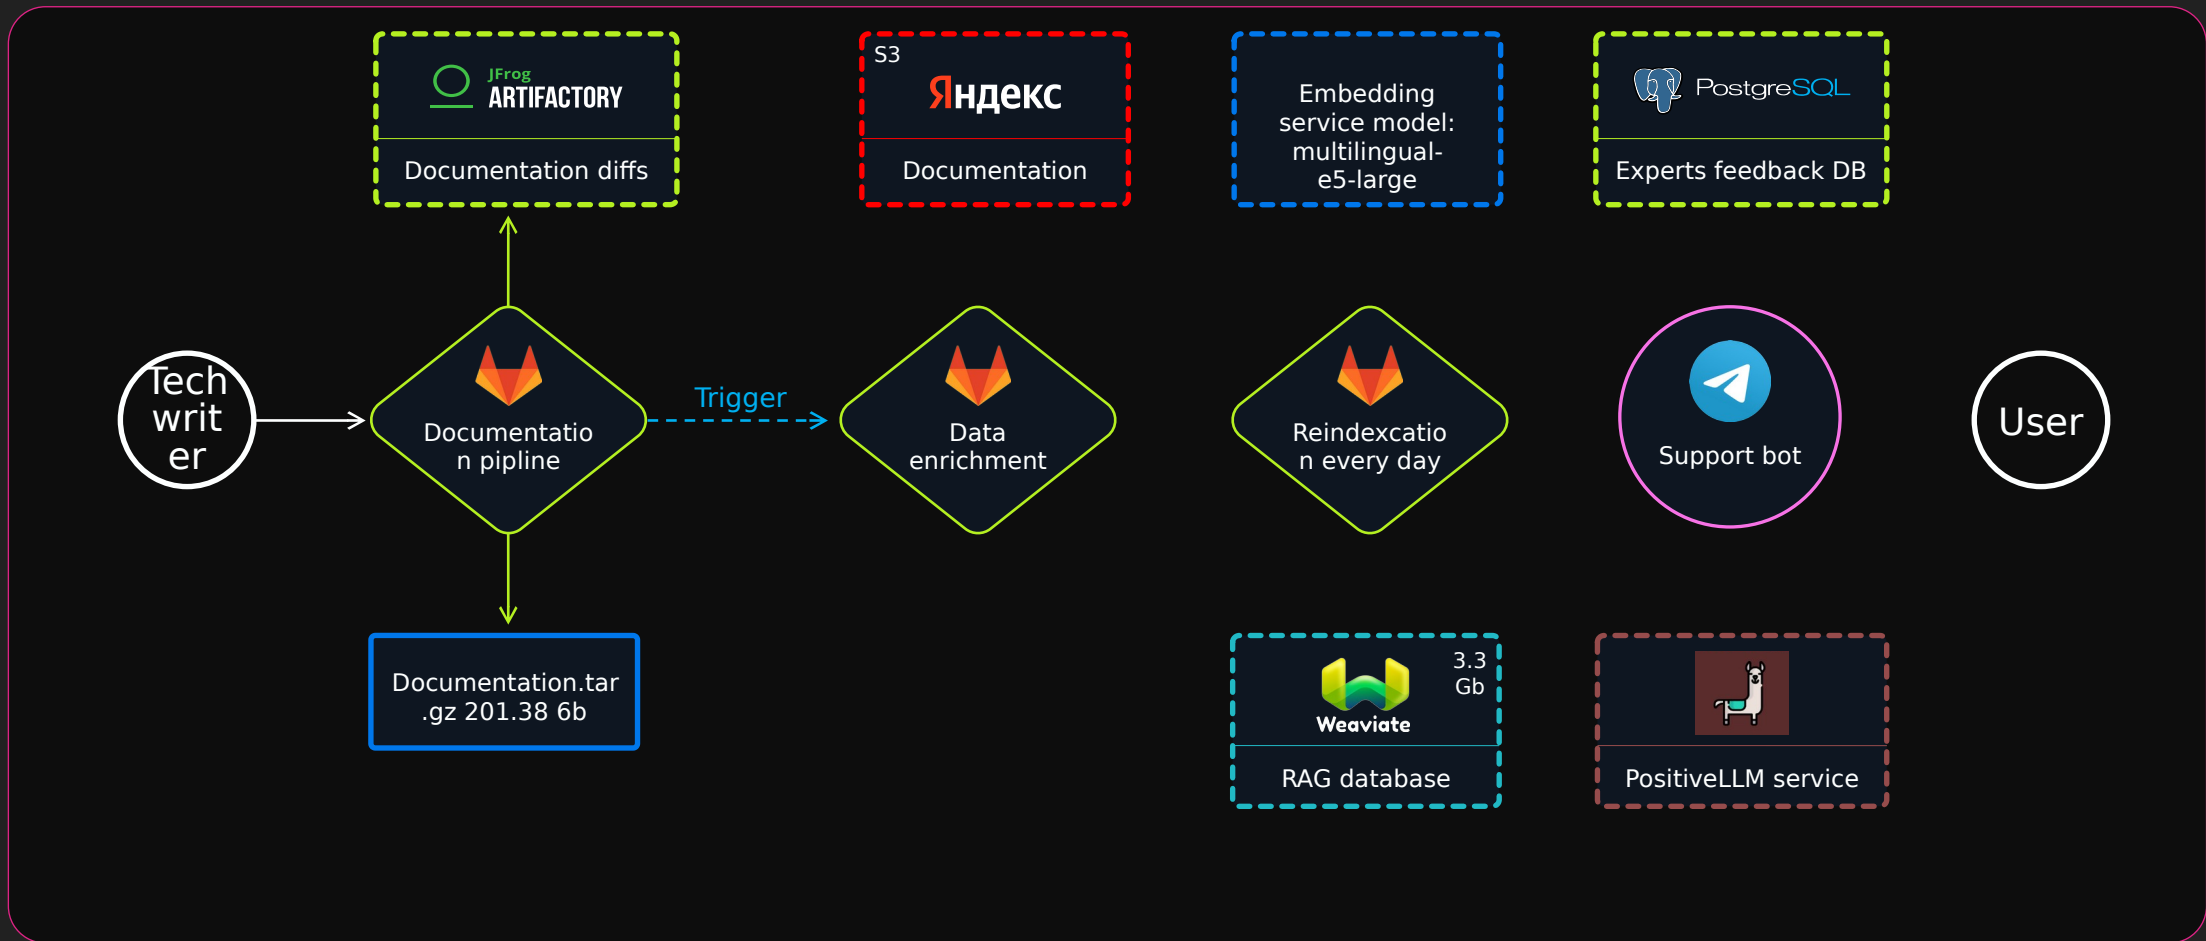 JFrog
ARTIFACTORY
Documentation diffs
S3
Яндекс
Documentation
Embedding
service model:
multilingual-
e5-large
PostgreSQL
Experts feedback DB
Tech
writ
er
Documentatio
n pipline
Trigger
Data
enrichment
Reindexcatio
n every day
Support bot
User
Documentation.tar
.gz 201.38 6b
3.3
Gb
Weaviate
RAG database
PositiveLLM service